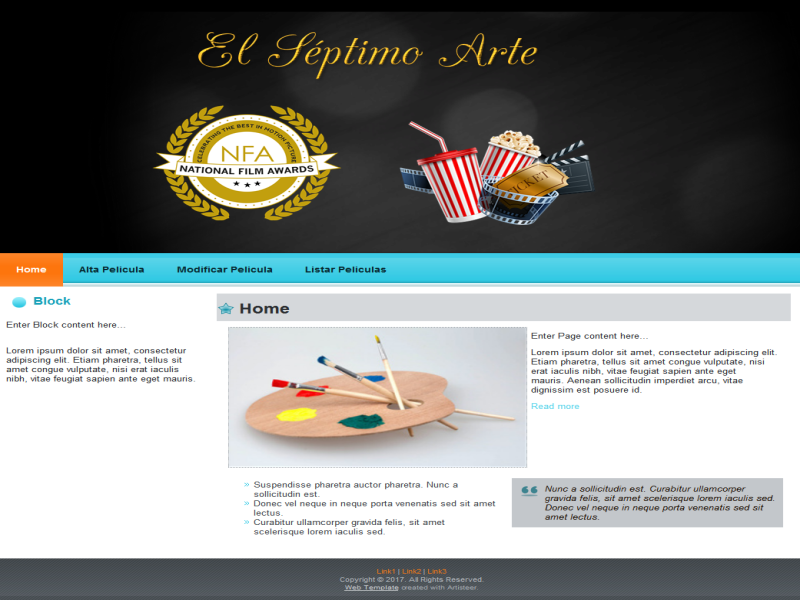 El Séptimo Arte
CELEBRATING THE BEST IN MOTION PICTURE
NFA
NATIONAL FILM AWARDS
TICKET
Home
Alta Pelicula
Modificar Pelicula
Listar Peliculas
Block
Enter Block content here...
Lorem ipsum dolor sit amet, consectetur
adipiscing elit. Etiam pharetra, tellus sit
amet congue vulputate, nisi erat iaculis
nibh, vitae feugiat sapien ante eget mauris.
Home
Enter Page content here...
Lorem ipsum dolor sit amet, consectetur adipiscing elit.
Etiam pharetra, tellus sit amet congue vulputate, nisi
erat iaculis nibh, vitae feugiat sapien ante eget
mauris. Aenean sollicitudin imperdiet arcu, vitae
dignissim est posuere id.
Read more
» Suspendisse pharetra auctor pharetra. Nunc a
sollicitudin est.
» Donec vel neque in neque porta venenatis sed sit amet
lectus.
» Curabitur ullamcorper gravida felis, sit amet
scelerisque lorem iaculis sed.
Nunc a sollicitudin est. Curabitur ullamcorper
gravida felis, sit amet scelerisque lorem iaculis sed.
Donec vel neque in neque porta venenatis sed sit
amet lectus.
Link1 | Link2 | Link3
Copyright © 2017. All Rights Reserved.
Web Template created with Artisteer.